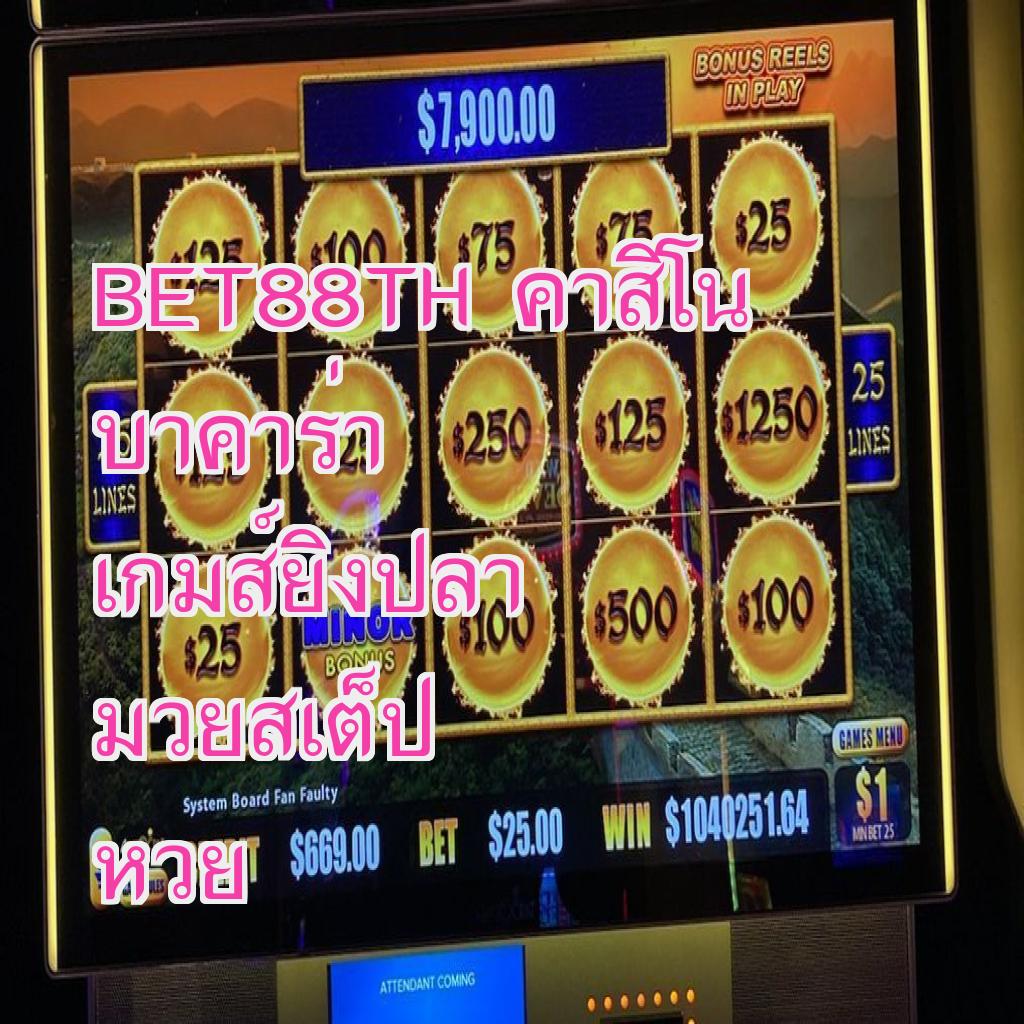 BONUS REELS
IN PLAY
$7,900.00
$125 $100 $75 $75 $25
BET88TH คาสิโน
บาคาร่า
25
LINES
$250 $125 $1250
25
LINES
เกมส์ยิงปลา
$25
MINOR
BONUS
$100 $500 $100
มวยสเต็ป
GAMES MENU
System Board Fan Faulty
$669.00 BET $25.00 WIN $1040251.64
$1
MIN BET 25
หวย
ATTENDANT COMING